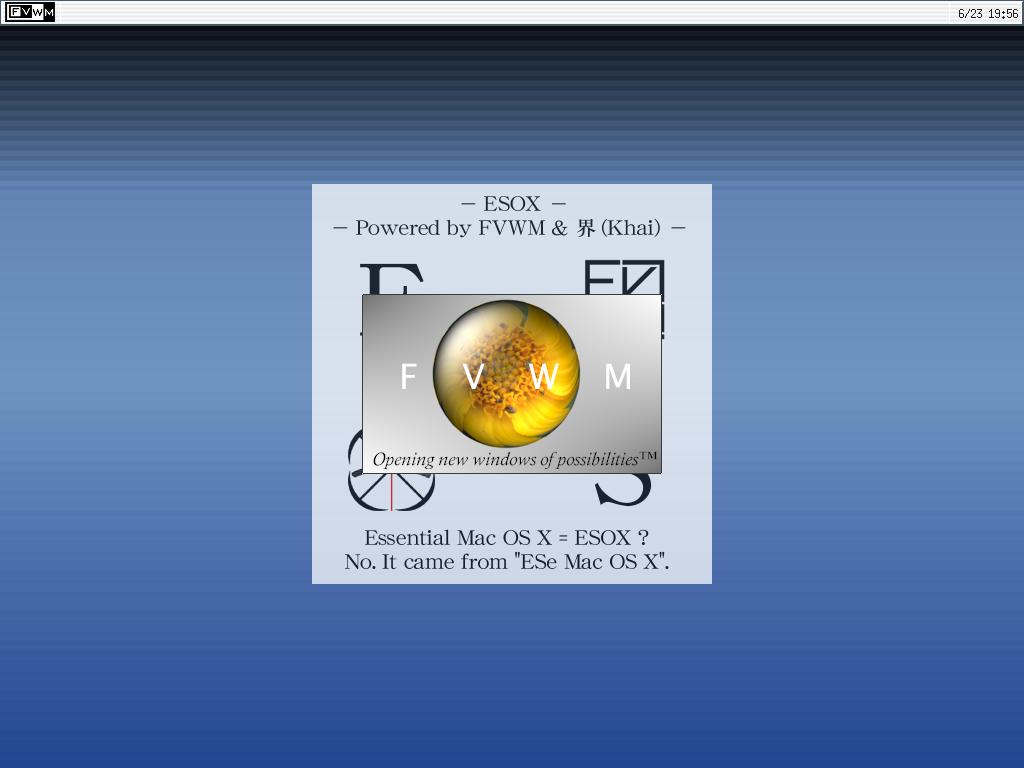 FVWM
6/23 19:56
— ESOX —
— Powered by FVWM & 界 (Khai) —
E
F V W M
Opening new windows of possibilities™
S
Essential Mac OS X = ESOX ?
No. It came from "ESe Mac OS X".